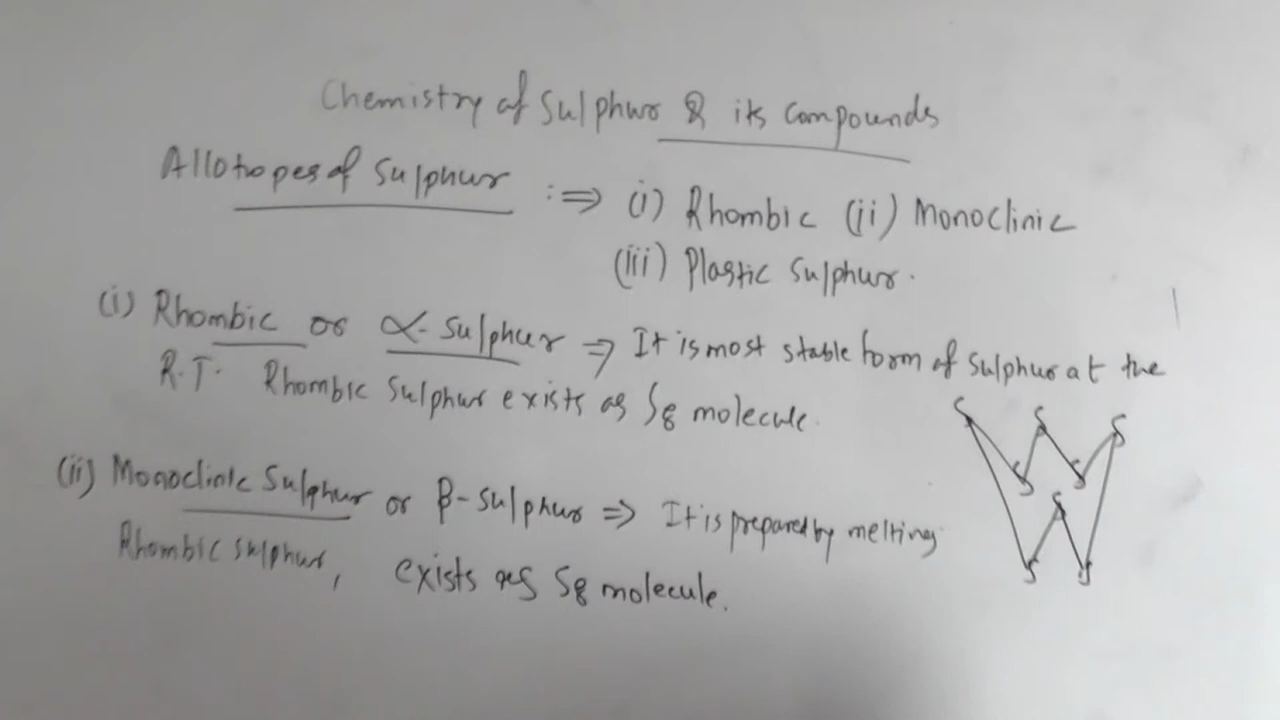 Chemistry of Sulphur & its compounds
Allotropes of Sulphur :⇒ (i) Rhombic (ii) Monoclinic
(iii) Plastic Sulphur.
(i) Rhombic or α-Sulphur ⇒ It is most stable form of Sulphur at the
R.T. Rhombic Sulphur exists as S8 molecule.
S S S
S S
S
S S
(ii) Monoclinic Sulphur or β-sulphur ⇒ It is prepared by melting
Rhombic sulphur, exists as S8 molecule.